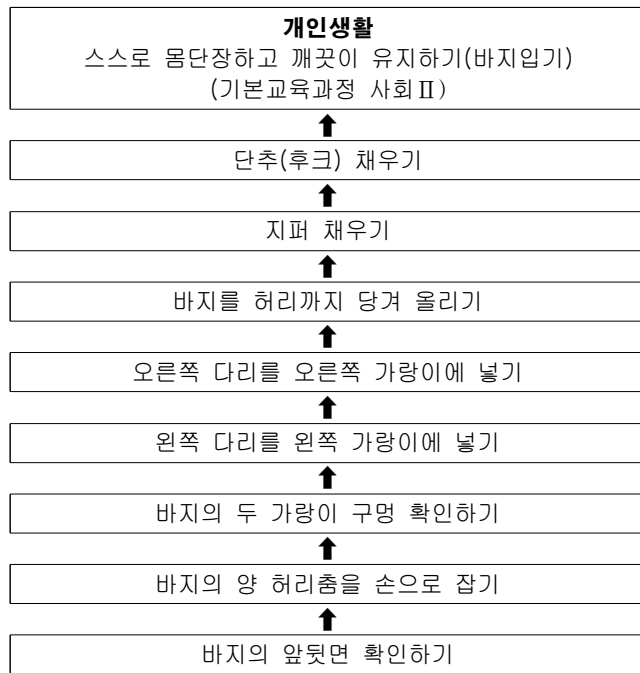 개인생활
스스로 몸단장하고 깨끗이 유지하기(바지입기)
(기본교육과정 사회Ⅱ)
단추(후크) 채우기
지퍼 채우기
바지를 허리까지 당겨 올리기
오른쪽 다리를 오른쪽 가랑이에 넣기
왼쪽 다리를 왼쪽 가랑이에 넣기
바지의 두 가랑이 구멍 확인하기
바지의 양 허리춤을 손으로 잡기
바지의 앞뒷면 확인하기